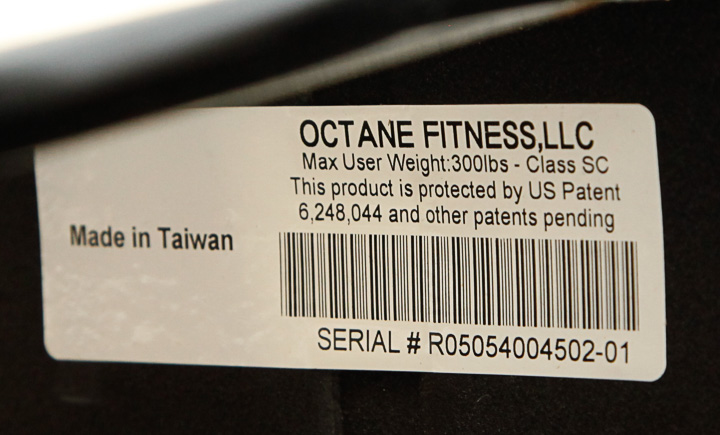 OCTANE FITNESS,LLC
Max User Weight:300lbs - Class SC
This product is protected by US Patent
6,248,044 and other patents pending
Made in Taiwan
SERIAL # R05054004502-01